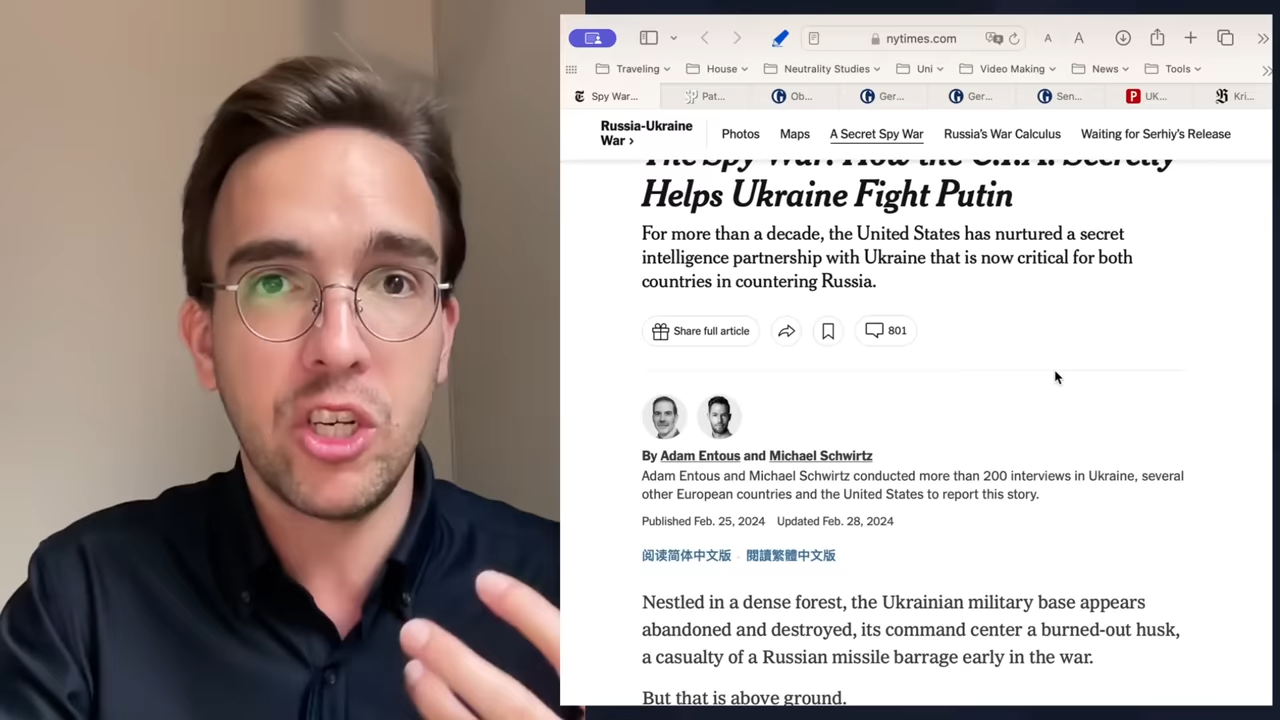 nytimes.com
A A
Traveling House Neutrality Studies Uni Video Making News Tools
Spy War... Pat... Ob... Ger... Ger... Sen... UK... Kri...
Russia-Ukraine
War ›
Photos Maps A Secret Spy War Russia's War Calculus Waiting for Serhiy's Release
The Spy War: How the C.I.A. Secretly
Helps Ukraine Fight Putin
For more than a decade, the United States has nurtured a secret
intelligence partnership with Ukraine that is now critical for both
countries in countering Russia.
Share full article 801
By Adam Entous and Michael Schwirtz
Adam Entous and Michael Schwirtz conducted more than 200 interviews in Ukraine, several
other European countries and the United States to report this story.
Published Feb. 25, 2024 Updated Feb. 28, 2024
阅读简体中文版 · 閱讀繁體中文版
Nestled in a dense forest, the Ukrainian military base appears
abandoned and destroyed, its command center a burned-out husk,
a casualty of a Russian missile barrage early in the war.
But that is above ground.